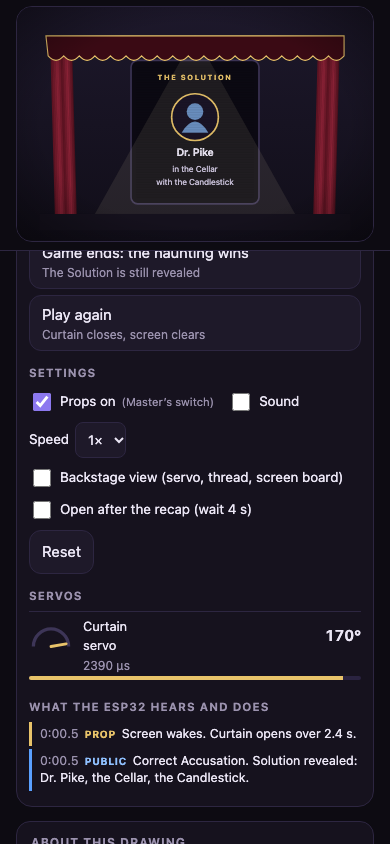 THE SOLUTION
Dr. Pike
in the Cellar
with the Candlestick
Game ends: the haunting wins
The Solution is still revealed
Play again
Curtain closes, screen clears
SETTINGS
Props on (Master's switch) Sound
Speed 1×
Backstage view (servo, thread, screen board)
Open after the recap (wait 4 s)
Reset
SERVOS
Curtain
servo
170°
2390 µs
WHAT THE ESP32 HEARS AND DOES
0:00.5 PROP Screen wakes. Curtain opens over 2.4 s.
0:00.5 PUBLIC Correct Accusation. Solution revealed:
Dr. Pike, the Cellar, the Candlestick.
ABOUT THIS DRAWING